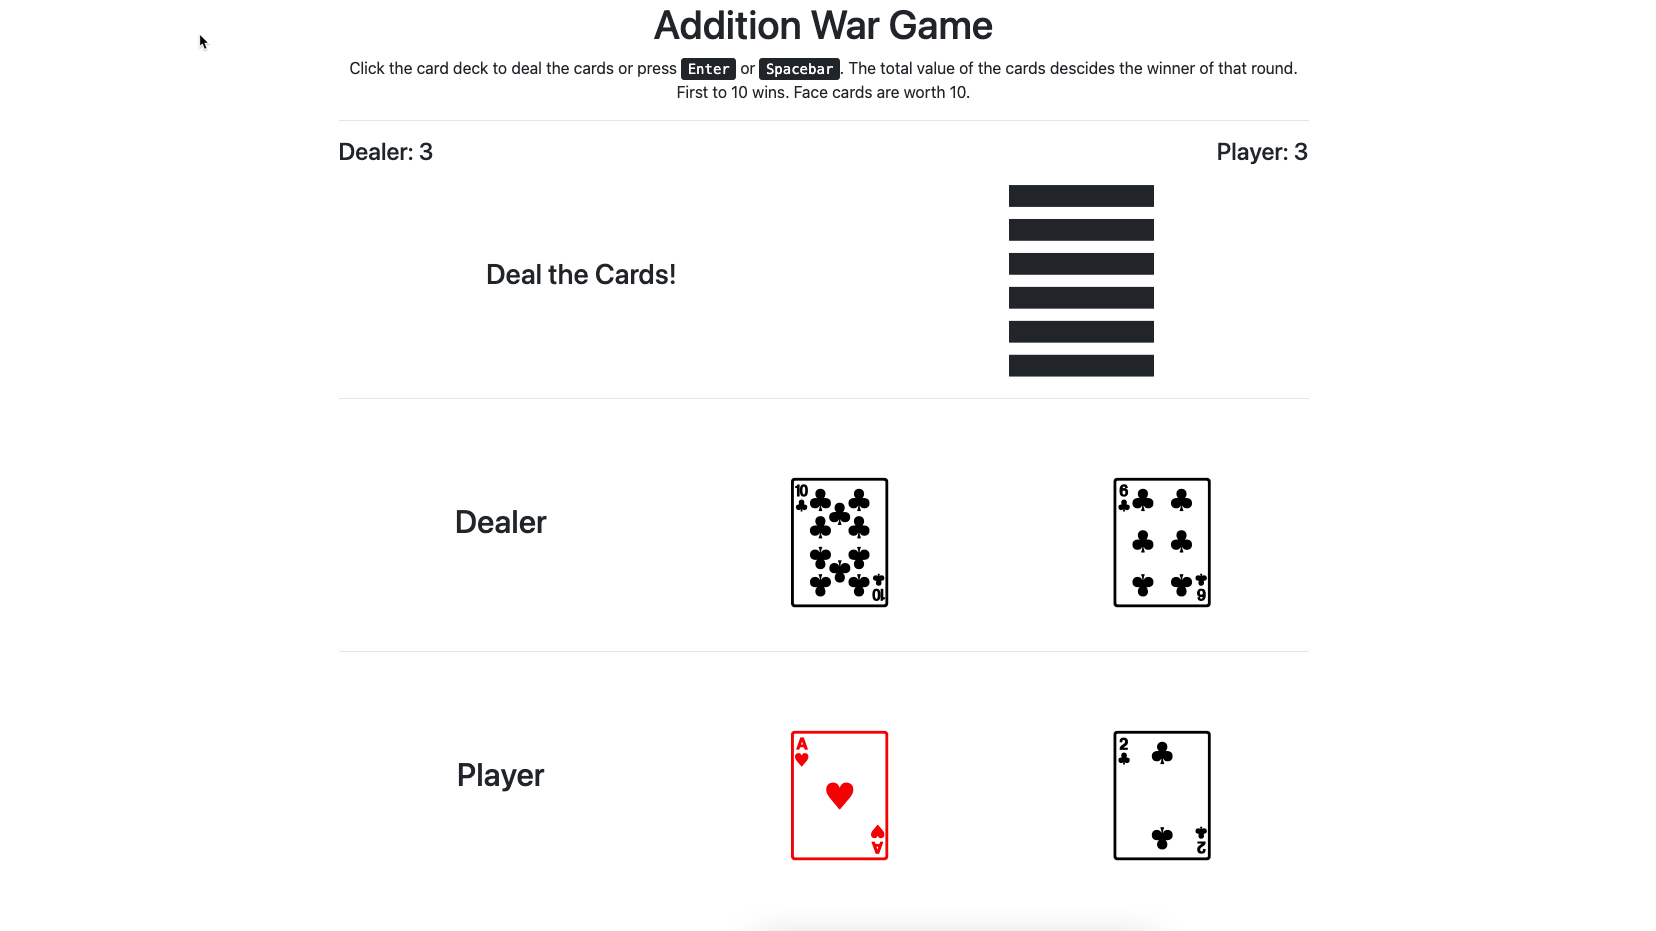 Addition War Game
Click the card deck to deal the cards or press Enter or Spacebar. The total value of the cards descides the winner of that round.
First to 10 wins. Face cards are worth 10.
Dealer: 3
Player: 3
Deal the Cards!
Dealer
10
10
6
6
Player
A
A
2
2